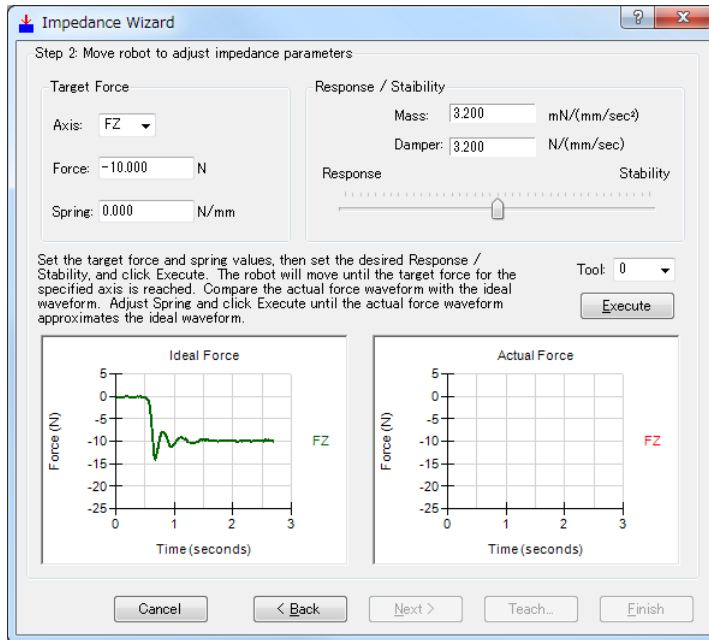 Impedance Wizard
Step 2: Move robot to adjust impedance parameters
Target Force
Axis: FZ
Force: -10.000 N
Spring: 0.000 N/mm
Response / Staibility
Mass: 3.200 mN/(mm/sec²)
Damper: 3.200 N/(mm/sec)
Response Stability
Set the target force and spring values, then set the desired Response /
Stability, and click Execute. The robot will move until the target force for the
specified axis is reached. Compare the actual force waveform with the ideal
waveform. Adjust Spring and click Execute until the actual force waveform
approximates the ideal waveform.
Tool: 0
Execute
Ideal Force
Force (N)
5
0
-5
-10
-15
-20
-25
0 1 2 3
Time (seconds)
FZ
Actual Force
Force (N)
5
0
-5
-10
-15
-20
-25
0 1 2 3
Time (seconds)
FZ
Cancel < Back Next > Teach... Finish